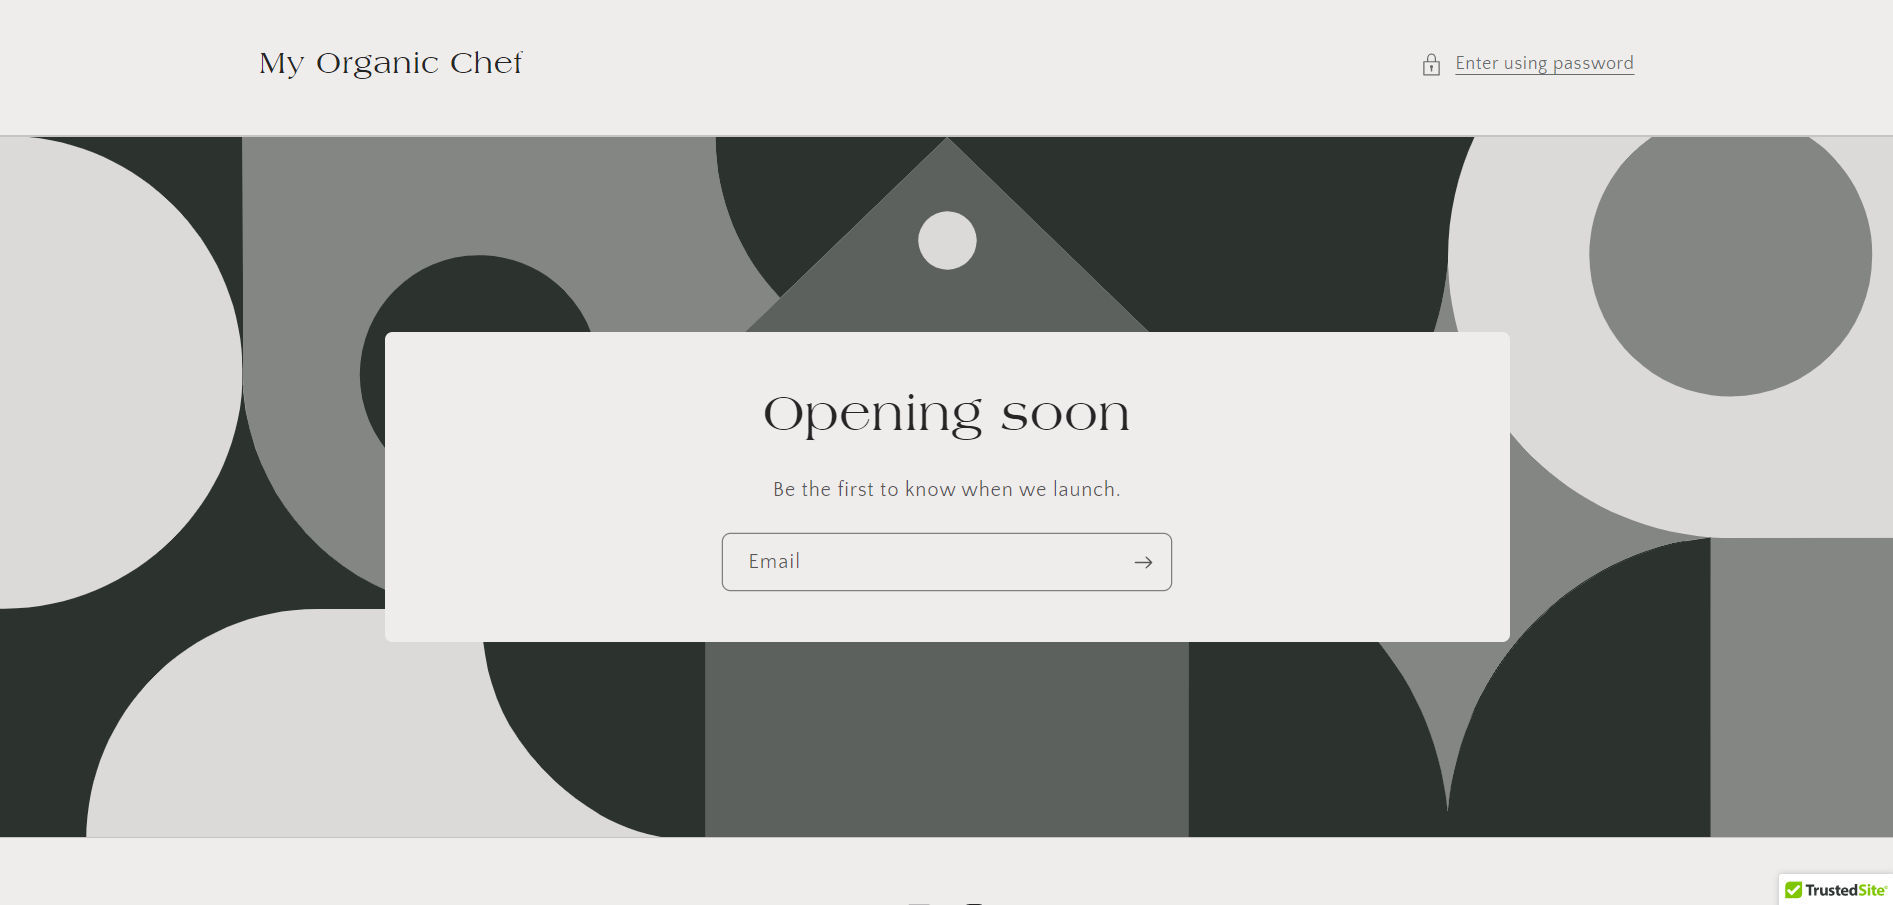 My Organic Chef
Enter using password
Opening soon
Be the first to know when we launch.
Email
TrustedSite